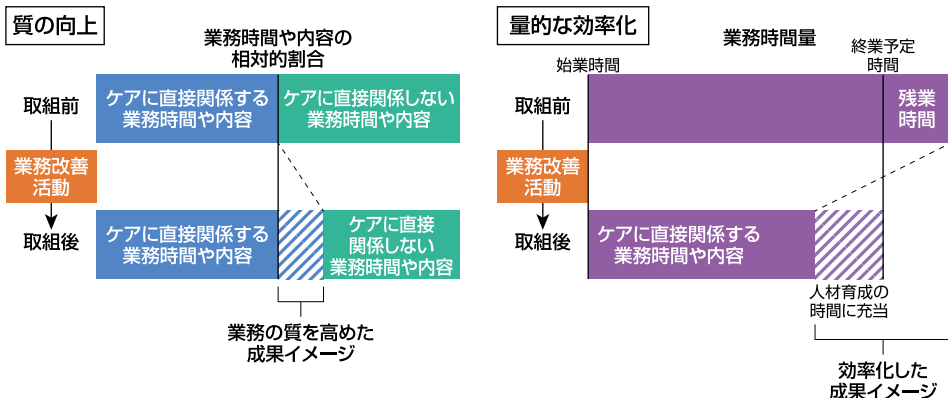 質の向上
業務時間や内容の
相対的割合
取組前
ケアに直接関係する
業務時間や内容
ケアに直接関係しない
業務時間や内容
業務改善
活動
取組後
ケアに直接関係する
業務時間や内容
ケアに直接
関係しない
業務時間や内容
業務の質を高めた
成果イメージ
量的な効率化
業務時間量
始業時間
終業予定
時間
取組前
残業
時間
業務改善
活動
取組後
ケアに直接関係する
業務時間や内容
人材育成の
時間に充当
効率化した
成果イメージ